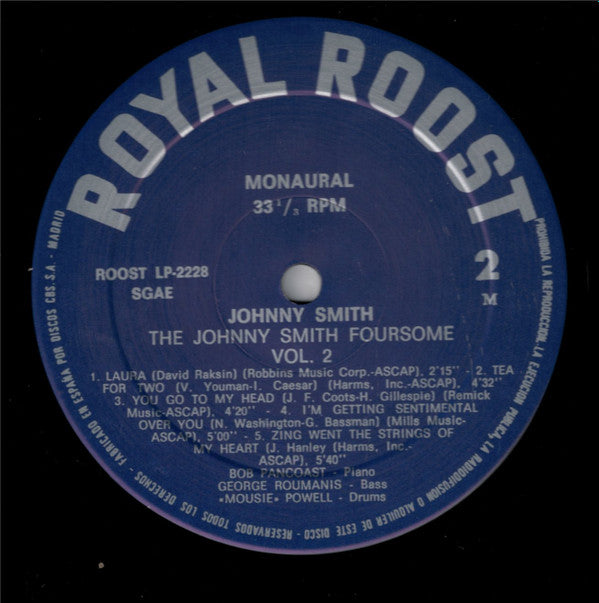 ROYAL ROOST
MONAURAL
33 1/3 RPM
ROOST LP-2228
SGAE
2
M
JOHNNY SMITH
THE JOHNNY SMITH FOURSOME
VOL. 2
1. LAURA (David Raksin) (Robbins Music Corp.-ASCAP), 2'15'' - 2. TEA
FOR TWO (V. Youman-I. Caesar) (Harms, Inc.-ASCAP), 4'32''
3. YOU GO TO MY HEAD (J. F. Coots-H. Gillespie) (Remick
Music-ASCAP), 4'20'' - 4. I'M GETTING SENTIMENTAL
OVER YOU (N. Washington-G. Bassman) (Mills Music-
ASCAP), 5'00'' - 5. ZING WENT THE STRINGS OF
MY HEART (J. Hanley (Harms, Inc.-
ASCAP), 5'40''
BOB PANCOAST - Piano
GEORGE ROUMANIS - Bass
«MOUSIE» POWELL - Drums
PROHIBIDA LA REPRODUCCION, LA EJECUCION PUBLICA, LA RADIODIFUSION O ALQUILER DE ESTE DISCO - RESERVADOS TODOS LOS DERECHOS - FABRICADO EN ESPAÑA POR DISCOS CBS. S.A. - MADRID